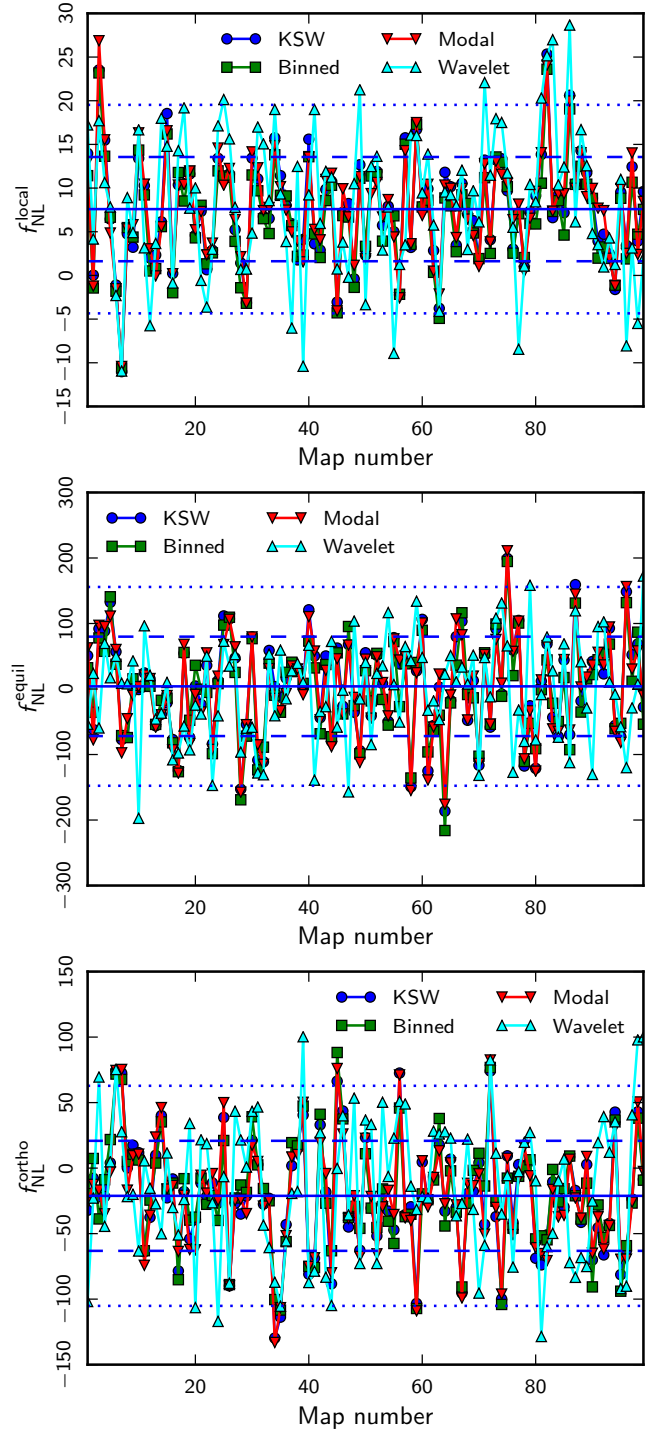 30
25
20
15
10
5
0
−5
−10
−15
f_NL^local
KSW
Binned
Modal
Wavelet
20
40
60
80
Map number
300
200
100
0
−100
−200
−300
f_NL^equil
KSW
Binned
Modal
Wavelet
20
40
60
80
Map number
150
100
50
0
−50
−100
−150
f_NL^ortho
KSW
Binned
Modal
Wavelet
20
40
60
80
Map number